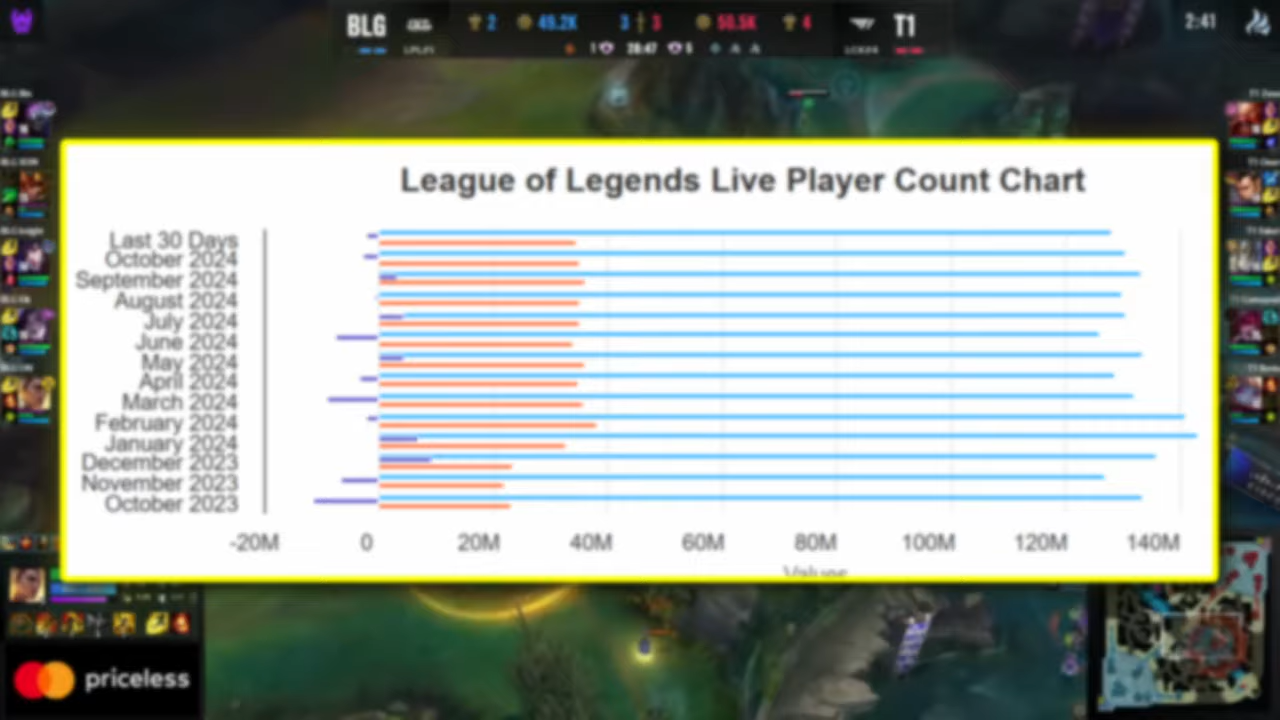 BLG 2 49.2K 3 3 50.5K 4 T1
2:41
1 28:47 5
League of Legends Live Player Count Chart
Last 30 Days
October 2024
September 2024
August 2024
July 2024
June 2024
May 2024
April 2024
March 2024
February 2024
January 2024
December 2023
November 2023
October 2023
-20M 0 20M 40M 60M 80M 100M 120M 140M
Values
priceless